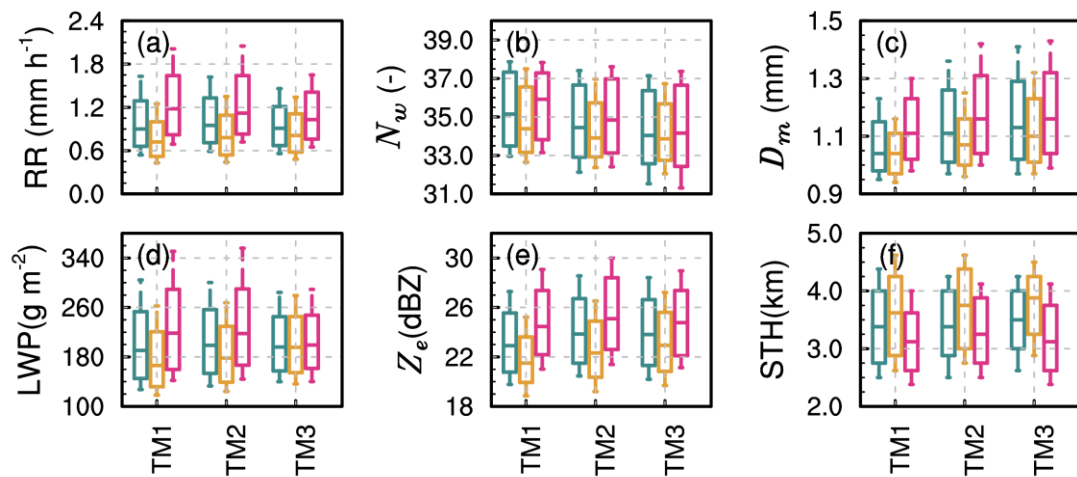 (a)
RR (mm h⁻¹)
2.4
1.8
1.2
0.6
0.0
(b)
N_w (-)
39.0
37.0
35.0
33.0
31.0
(c)
D_m (mm)
1.5
1.3
1.1
0.9
(d)
LWP(g m⁻²)
340
260
180
100
TM1
TM2
TM3
(e)
Z_e(dBZ)
30
26
22
18
TM1
TM2
TM3
(f)
STH(km)
5.0
4.0
3.0
2.0
TM1
TM2
TM3